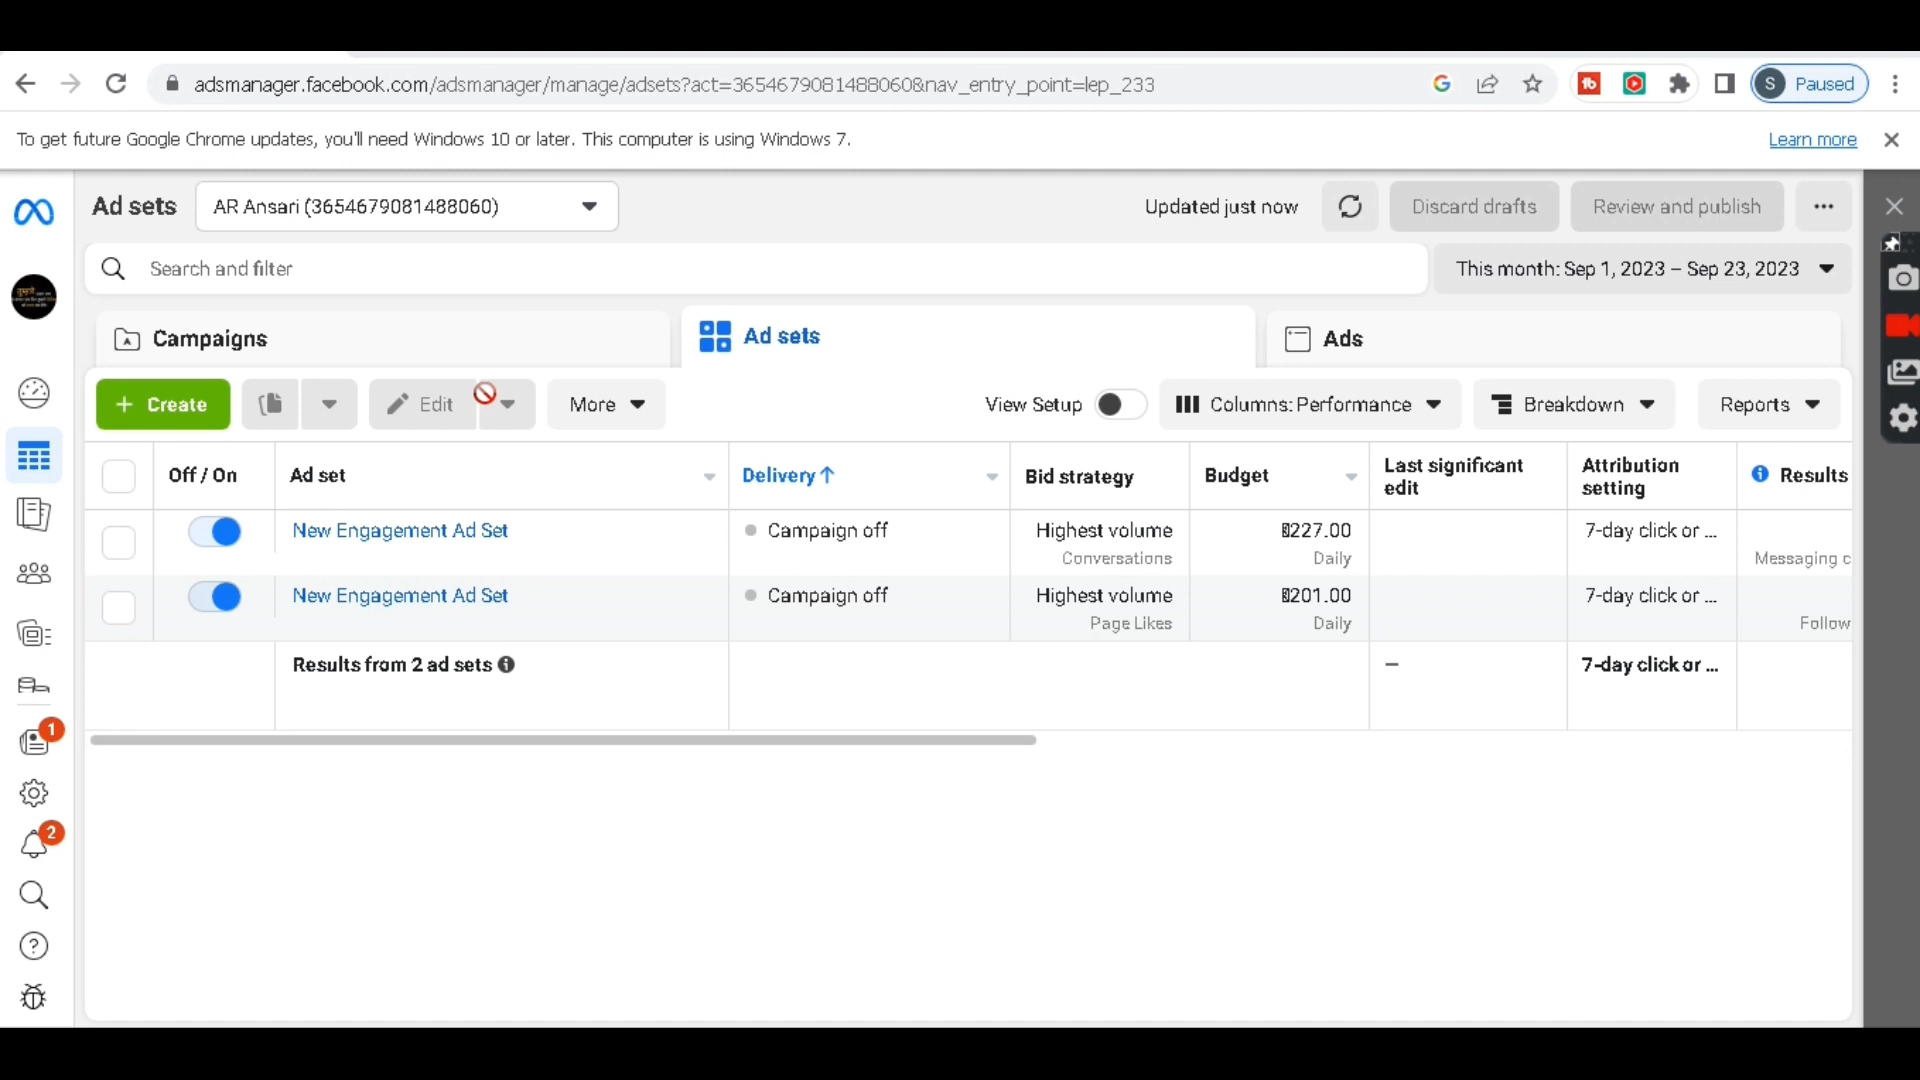 adsmanager.facebook.com/adsmanager/manage/adsets?act=3654679081488060&nav_entry_point=lep_233
S Paused
To get future Google Chrome updates, you'll need Windows 10 or later. This computer is using Windows 7.
Learn more
Ad sets
AR Ansari (3654679081488060)
Updated just now
Discard drafts
Review and publish
Search and filter
This month: Sep 1, 2023 – Sep 23, 2023
Campaigns
Ad sets
Ads
+ Create
Edit
More
View Setup
Columns: Performance
Breakdown
Reports
Off / On
Ad set
Delivery ↑
Bid strategy
Budget
Last significant
edit
Attribution
setting
Results
New Engagement Ad Set
Campaign off
Highest volume
Conversations
227.00
Daily
7-day click or ...
Messaging c
New Engagement Ad Set
Campaign off
Highest volume
Page Likes
201.00
Daily
7-day click or ...
Follow
Results from 2 ad sets
—
7-day click or ...
1
2